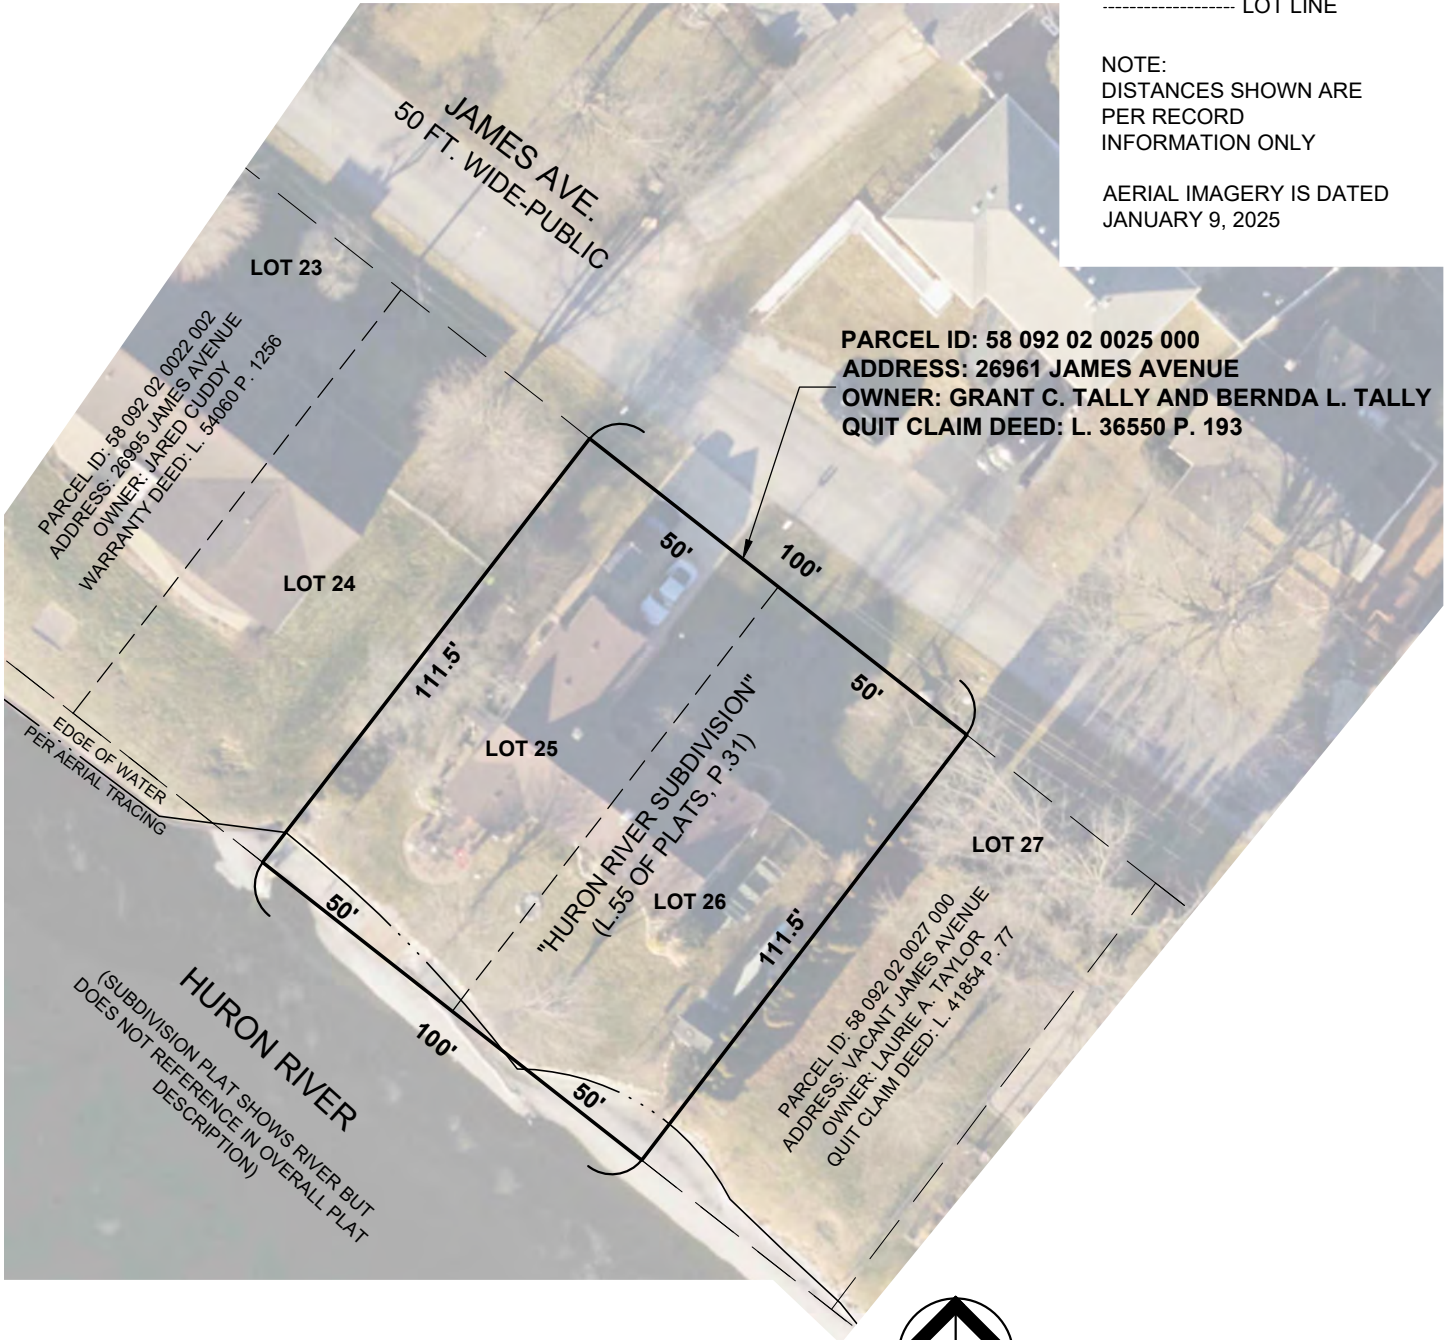 LOT LINE
NOTE:
DISTANCES SHOWN ARE
PER RECORD
INFORMATION ONLY
AERIAL IMAGERY IS DATED
JANUARY 9, 2025
JAMES AVE.
50 FT. WIDE-PUBLIC
LOT 23
PARCEL ID: 58 092 02 0022 002
ADDRESS: 26995 JAMES AVENUE
OWNER: JARED CUDDY
WARRANTY DEED: L. 54060 P. 1256
PARCEL ID: 58 092 02 0025 000
ADDRESS: 26961 JAMES AVENUE
OWNER: GRANT C. TALLY AND BERNDA L. TALLY
QUIT CLAIM DEED: L. 36550 P. 193
LOT 24
50'
100'
50'
111.5'
LOT 25
"HURON RIVER SUBDIVISION"
(L.55 OF PLATS, P.31)
LOT 26
111.5'
LOT 27
EDGE OF WATER
PER AERIAL TRACING
50'
100'
50'
PARCEL ID: 58 092 02 0027 000
ADDRESS: VACANT JAMES AVENUE
OWNER: LAURIE A. TAYLOR
QUIT CLAIM DEED: L. 41854 P. 77
HURON RIVER
(SUBDIVISION PLAT SHOWS RIVER BUT
DOES NOT REFERENCE IN OVERALL PLAT
DESCRIPTION)